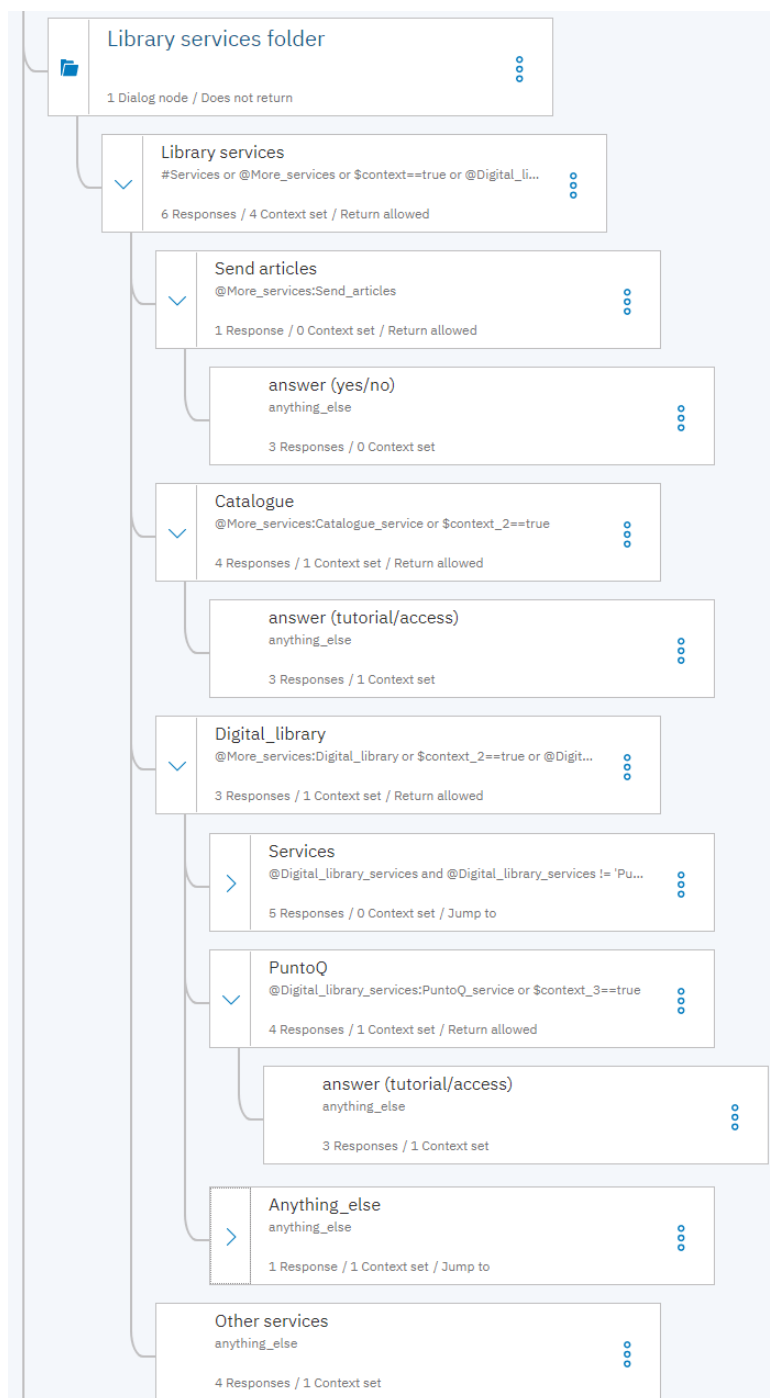 Library services folder
1 Dialog node / Does not return
Library services
#Services or @More_services or $context==true or @Digital_li...
6 Responses / 4 Context set / Return allowed
Send articles
@More_services:Send_articles
1 Response / 0 Context set / Return allowed
answer (yes/no)
anything_else
3 Responses / 0 Context set
Catalogue
@More_services:Catalogue_service or $context_2==true
4 Responses / 1 Context set / Return allowed
answer (tutorial/access)
anything_else
3 Responses / 1 Context set
Digital_library
@More_services:Digital_library or $context_2==true or @Digit...
3 Responses / 1 Context set / Return allowed
Services
@Digital_library_services and @Digital_library_services != 'Pu...
5 Responses / 0 Context set / Jump to
PuntoQ
@Digital_library_services:PuntoQ_service or $context_3==true
4 Responses / 1 Context set / Return allowed
answer (tutorial/access)
anything_else
3 Responses / 1 Context set
Anything_else
anything_else
1 Response / 1 Context set / Jump to
Other services
anything_else
4 Responses / 1 Context set